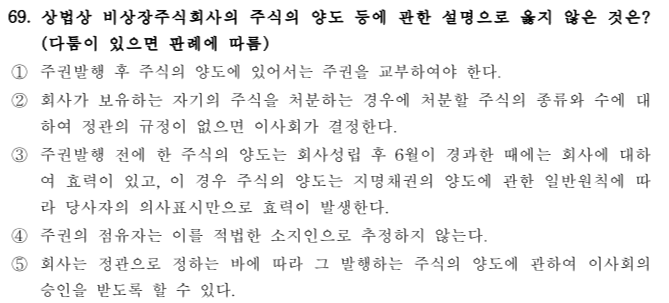 69. 상법상 비상장주식회사의 주식의 양도 등에 관한 설명으로 옳지 않은 것은?
(다툼이 있으면 판례에 따름)
① 주권발행 후 주식의 양도에 있어서는 주권을 교부하여야 한다.
② 회사가 보유하는 자기의 주식을 처분하는 경우에 처분할 주식의 종류와 수에 대
하여 정관의 규정이 없으면 이사회가 결정한다.
③ 주권발행 전에 한 주식의 양도는 회사성립 후 6월이 경과한 때에는 회사에 대하
여 효력이 있고, 이 경우 주식의 양도는 지명채권의 양도에 관한 일반원칙에 따
라 당사자의 의사표시만으로 효력이 발생한다.
④ 주권의 점유자는 이를 적법한 소지인으로 추정하지 않는다.
⑤ 회사는 정관으로 정하는 바에 따라 그 발행하는 주식의 양도에 관하여 이사회의
승인을 받도록 할 수 있다.